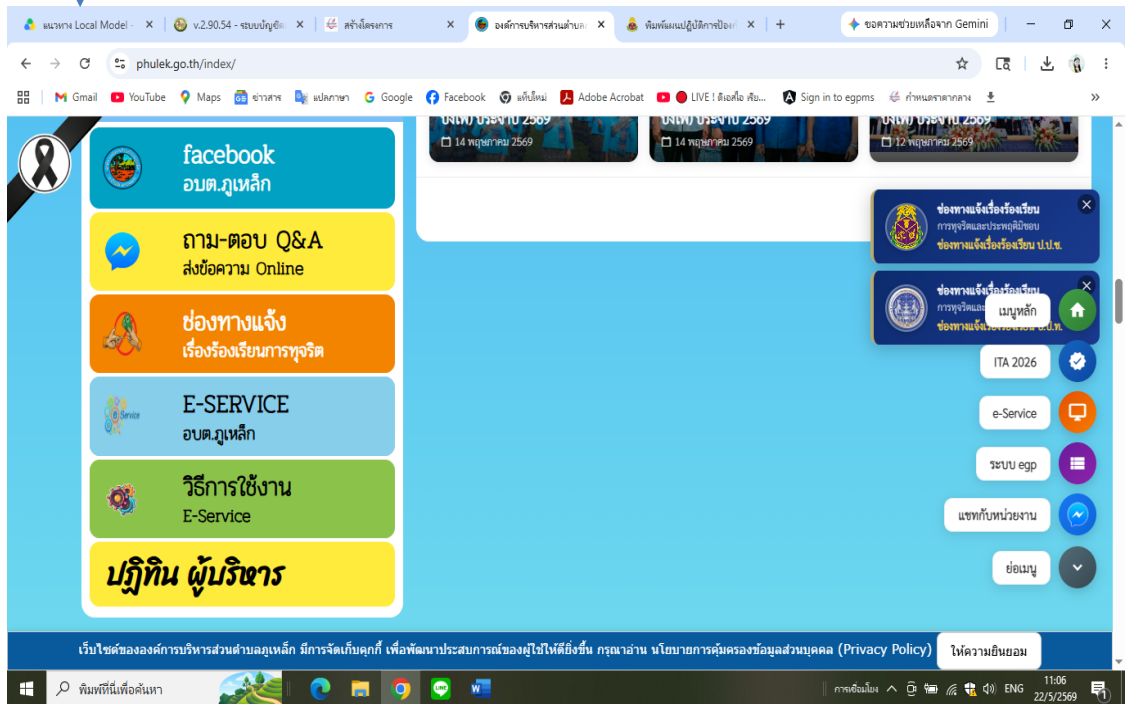 แนวทาง Local Model -
v.2.90.54 - ระบบบัญชีค
สร้างโครงการ
องค์การบริหารส่วนตำบลภ
พิมพ์แผนปฏิบัติการป้องก
ขอความช่วยเหลือจาก Gemini
phulek.go.th/index/
Gmail
YouTube
Maps
ข่าวสาร
แปลภาษา
Google
Facebook
แท็บใหม่
Adobe Acrobat
Sign in to egpms
กำหนดราคากลาง
14 พฤษภาคม 2569
14 พฤษภาคม 2569
12 พฤษภาคม 2569
facebook
อบต.ภูเหล็ก
ถาม-ตอบ Q&A
ส่งข้อความ Online
ช่องทางแจ้ง
เรื่องร้องเรียนการทุจริต
E-SERVICE
อบต.ภูเหล็ก
วิธีการใช้งาน
E-Service
ปฏิทิน ผู้บริหาร
ช่องทางแจ้งเรื่องร้องเรียน
การทุจริตและประพฤติมิชอบ
ช่องทางแจ้งเรื่องร้องเรียน ป.ป.ช.
ช่องทางแจ้งเรื่องร้องเรียน
เมนูหลัก
ITA 2026
e-Service
ระบบ egp
แชทกับหน่วยงาน
ย่อเมนู
เว็บไซต์ขององค์การบริหารส่วนตำบลภูเหล็ก มีการจัดเก็บคุกกี้ เพื่อพัฒนาประสบการณ์ของผู้ใช้ให้ดียิ่งขึ้น กรุณาอ่าน นโยบายการคุ้มครองข้อมูลส่วนบุคคล (Privacy Policy)
ให้ความยินยอม
พิมพ์ที่นี่เพื่อค้นหา
การเชื่อมโยง
ENG
11:06
22/5/2569